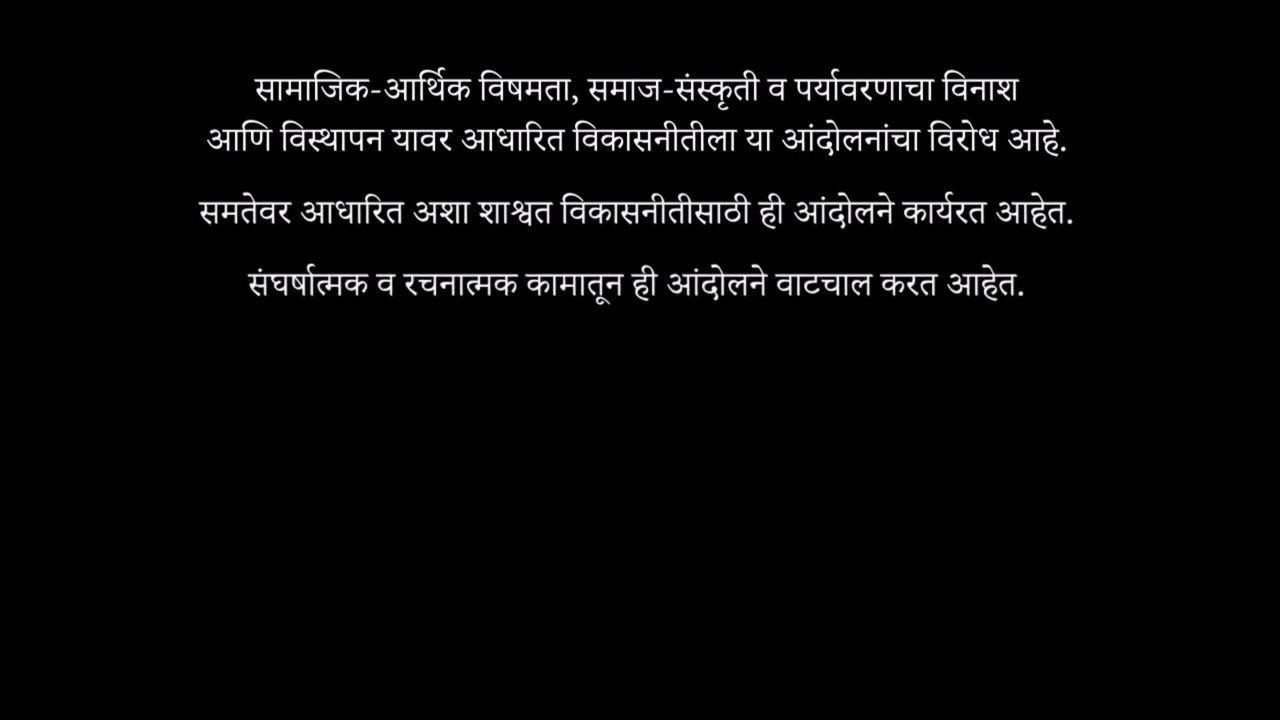 सामाजिक-आर्थिक विषमता, समाज-संस्कृती व पर्यावरणाचा विनाश
आणि विस्थापन यावर आधारित विकासनीतीला या आंदोलनांचा विरोध आहे.
समतेवर आधारित अशा शाश्वत विकासनीतीसाठी ही आंदोलने कार्यरत आहेत.
संघर्षात्मक व रचनात्मक कामातून ही आंदोलने वाटचाल करत आहेत.